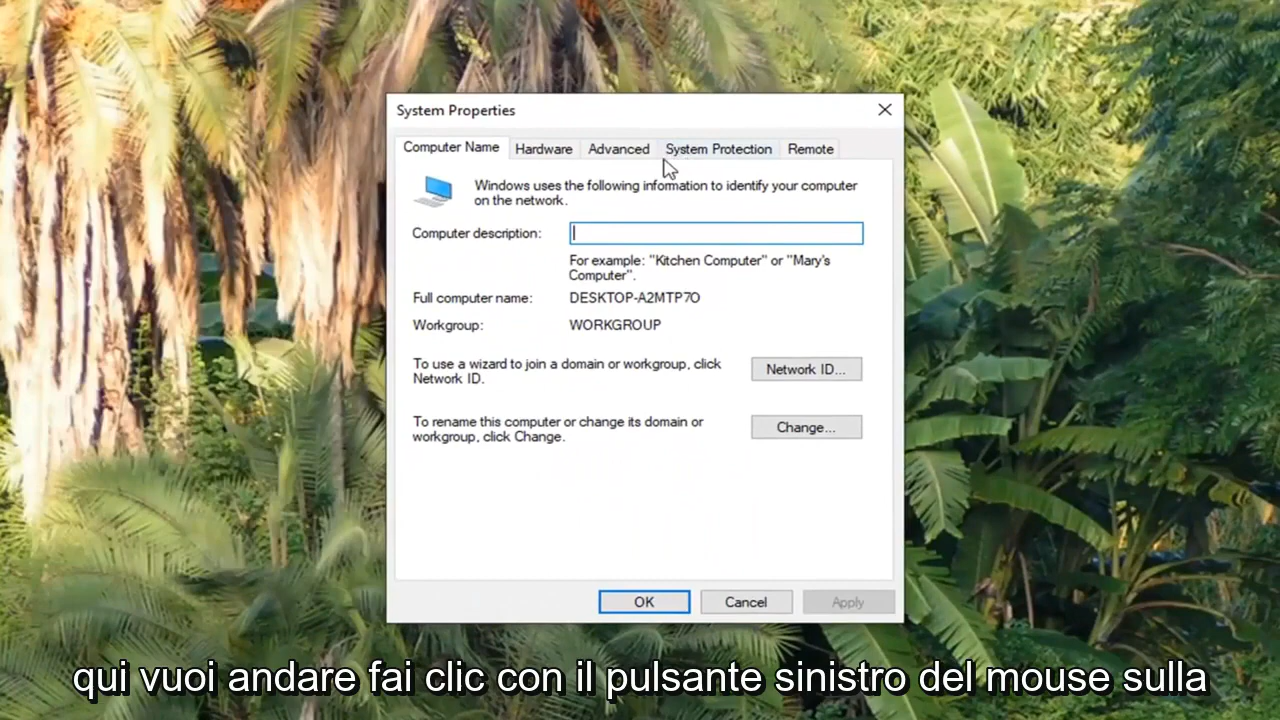 System Properties
Computer Name
Hardware
Advanced
System Protection
Remote
Windows uses the following information to identify your computer
on the network.
Computer description:
For example: "Kitchen Computer" or "Mary's
Computer".
Full computer name:
DESKTOP-A2MTP7O
Workgroup:
WORKGROUP
To use a wizard to join a domain or workgroup, click
Network ID.
Network ID...
To rename this computer or change its domain or
workgroup, click Change.
Change...
OK
Cancel
Apply
qui vuoi andare fai clic con il pulsante sinistro del mouse sulla